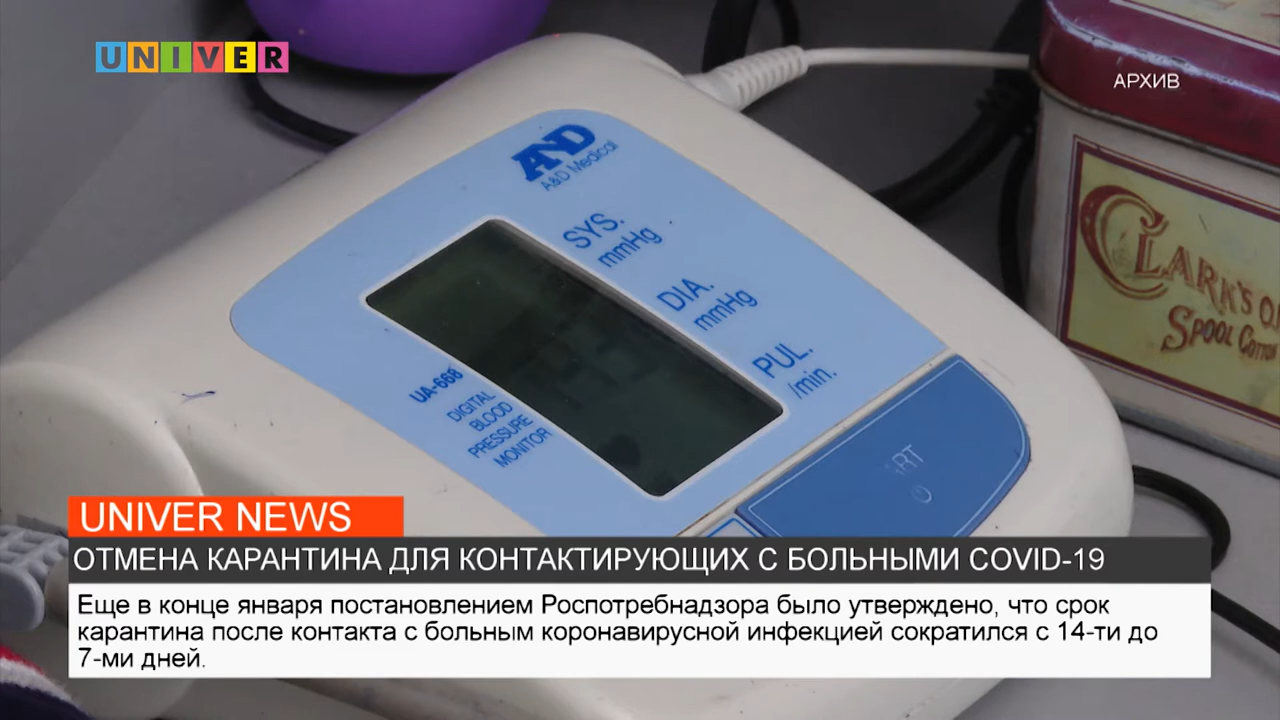 UNIVER
АРХИВ
AND
A&D Medical
SYS.
mmHg
DIA.
mmHg
PUL.
/min.
UA-668
DIGITAL
BLOOD
PRESSURE
MONITOR
CLARK'S
SPOOL COTTON
UNIVER NEWS
ОТМЕНА КАРАНТИНА ДЛЯ КОНТАКТИРУЮЩИХ С БОЛЬНЫМИ COVID-19
Еще в конце января постановлением Роспотребнадзора было утверждено, что срок
карантина после контакта с больным коронавирусной инфекцией сократился с 14-ти до
7-ми дней.